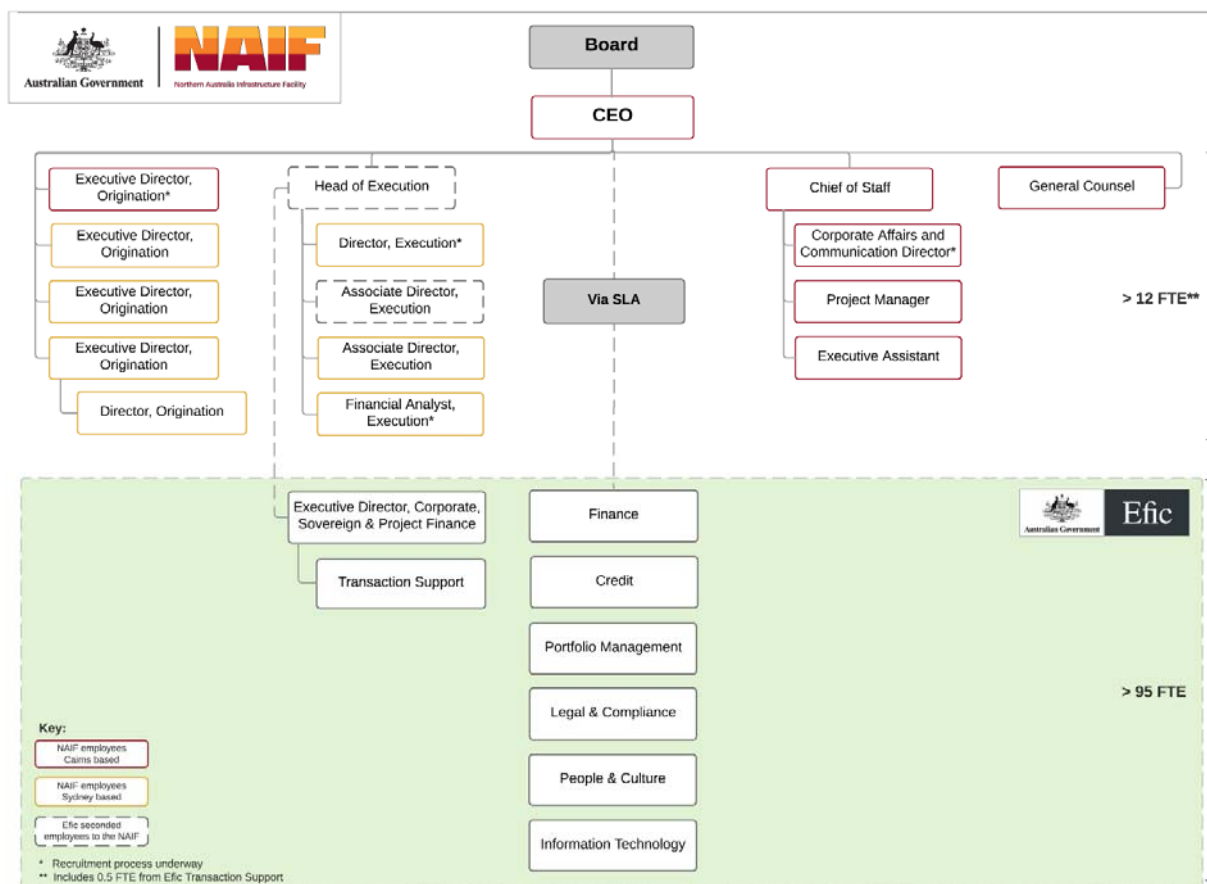 Australian Government
NAIF
Northern Australia Infrastructure Facility
Board
CEO
Executive Director,
Origination*
Head of Execution
Chief of Staff
General Counsel
Executive Director,
Origination
Director, Execution*
Corporate Affairs and
Communication Director*
Executive Director,
Origination
Associate Director,
Execution
Via SLA
Project Manager
> 12 FTE**
Executive Director,
Origination
Associate Director,
Execution
Executive Assistant
Director, Origination
Financial Analyst,
Execution*
Executive Director, Corporate,
Sovereign & Project Finance
Finance
Australian Government
Efic
Transaction Support
Credit
Portfolio Management
Legal & Compliance
> 95 FTE
People & Culture
Information Technology
Key:
NAIF employees
Cairns based
NAIF employees
Sydney based
Efic seconded
employees to the NAIF
* Recruitment process underway
** Includes 0.5 FTE from Efic Transaction Support